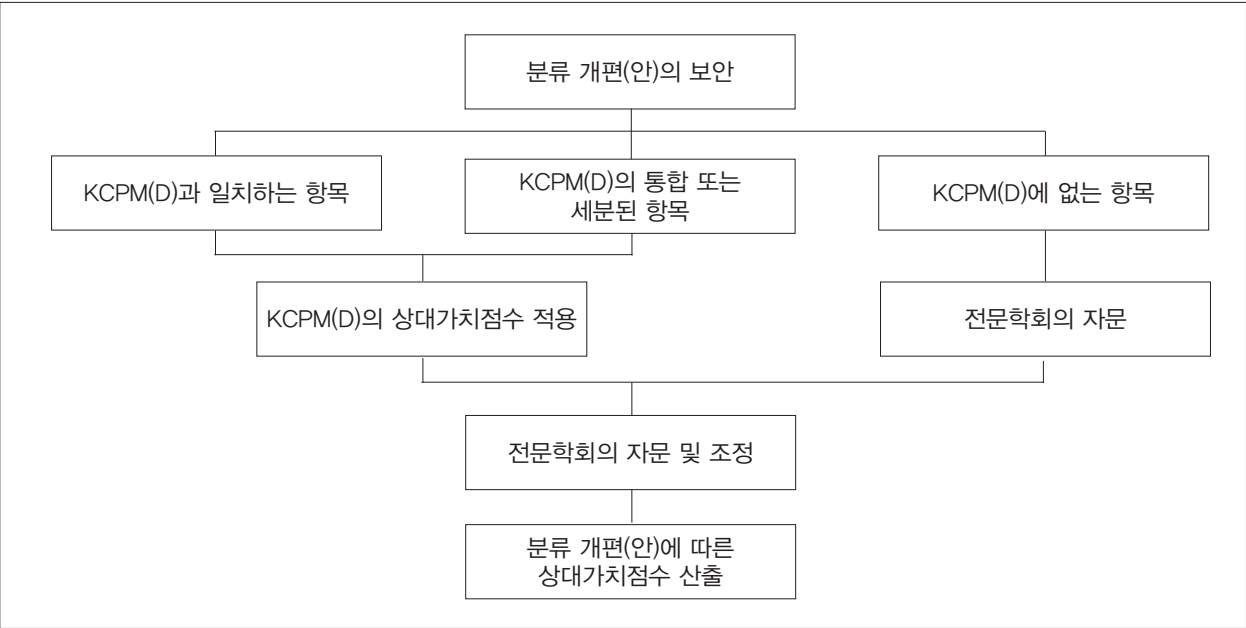 분류 개편(안)의 보안
KCPM(D)과 일치하는 항목
KCPM(D)의 통합 또는
세분된 항목
KCPM(D)에 없는 항목
KCPM(D)의 상대가치점수 적용
전문학회의 자문
전문학회의 자문 및 조정
분류 개편(안)에 따른
상대가치점수 산출